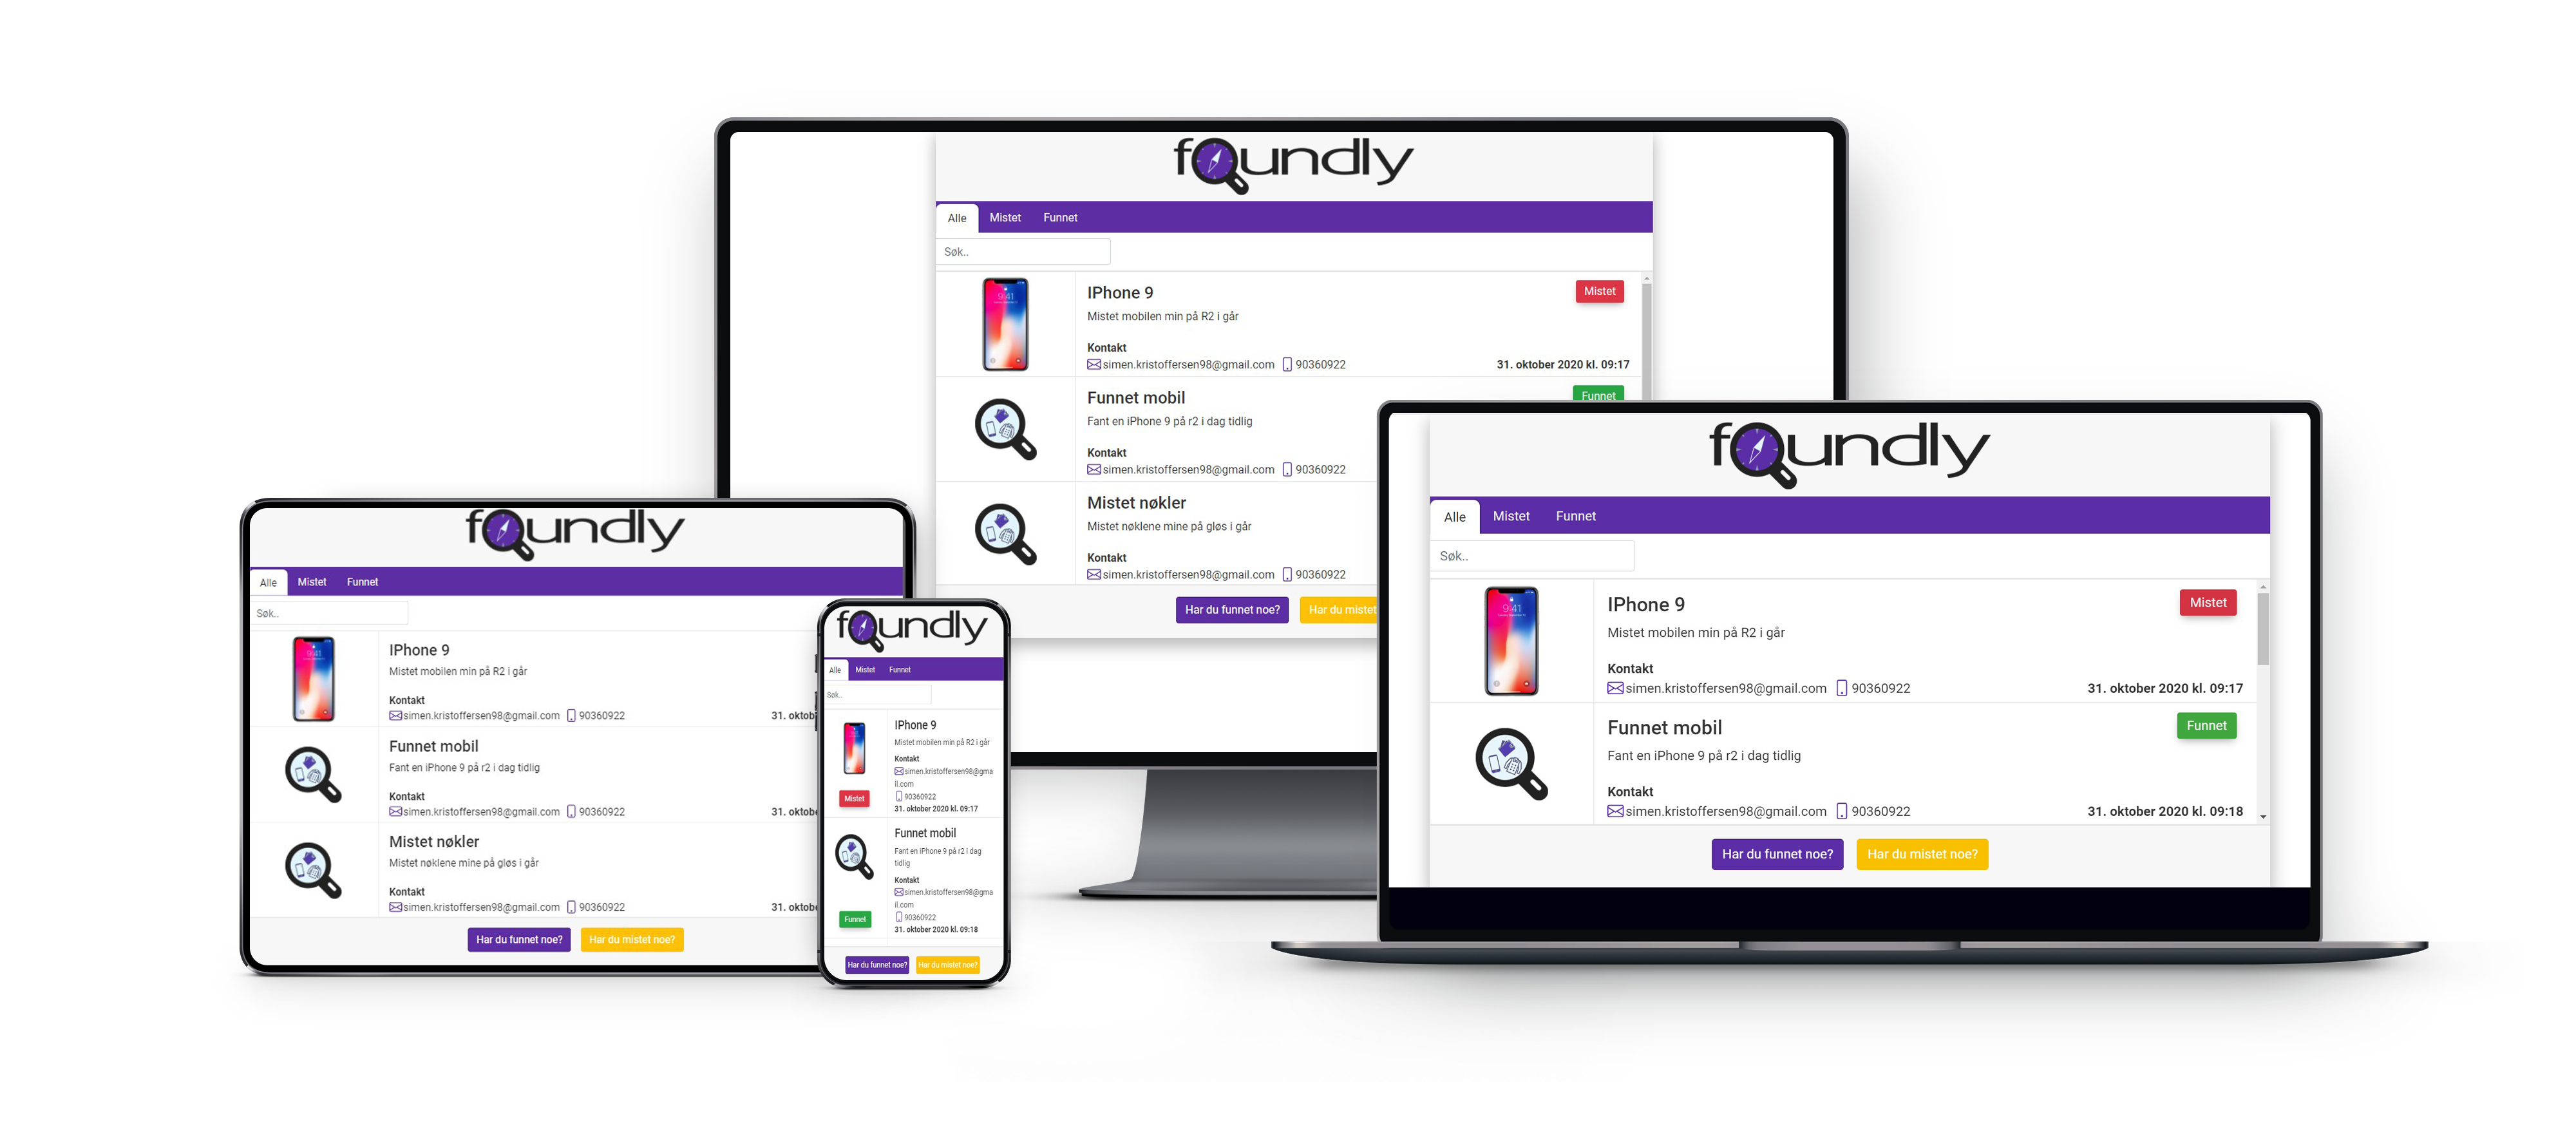 foundly
Alle Mistet Funnet
Søk..
IPhone 9 Mistet
Mistet mobilen min på R2 i går
Kontakt
simen.kristoffersen98@gmail.com 90360922 31. oktober 2020 kl. 09:17
Funnet mobil Funnet
Fant en iPhone 9 på r2 i dag tidlig
Kontakt
simen.kristoffersen98@gmail.com 90360922
Mistet nøkler
Mistet nøklene mine på gløs i går
Kontakt
simen.kristoffersen98@gmail.com 90360922
Har du funnet noe? Har du mistet
foundly
Alle Mistet Funnet
Søk..
IPhone 9
Mistet mobilen min på R2 i går
Kontakt
simen.kristoffersen98@gmail.com 90360922 31. oktob
Funnet mobil
Fant en iPhone 9 på r2 i dag tidlig
Kontakt
simen.kristoffersen98@gmail.com 90360922 31. oktobe
Mistet nøkler
Mistet nøklene mine på gløs i går
Kontakt
simen.kristoffersen98@gmail.com 90360922 31. oktobe
Har du funnet noe? Har du mistet noe?
foundly
Alle Mistet Funnet
Søk..
9:41
IPhone 9
Mistet mobilen min på R2 i går
Kontakt
simen.kristoffersen98@gma
il.com
90360922
Mistet
31. oktober 2020 kl. 09:17
Funnet mobil
Fant en iPhone 9 på r2 i dag
tidlig
Kontakt
simen.kristoffersen98@gma
il.com
90360922
Funnet
31. oktober 2020 kl. 09:18
Har du funnet noe? Har du mistet noe?
foundly
Alle Mistet Funnet
Søk..
9:41
IPhone 9 Mistet
Mistet mobilen min på R2 i går
Kontakt
simen.kristoffersen98@gmail.com 90360922 31. oktober 2020 kl. 09:17
Funnet mobil Funnet
Fant en iPhone 9 på r2 i dag tidlig
Kontakt
simen.kristoffersen98@gmail.com 90360922 31. oktober 2020 kl. 09:18
Har du funnet noe? Har du mistet noe?